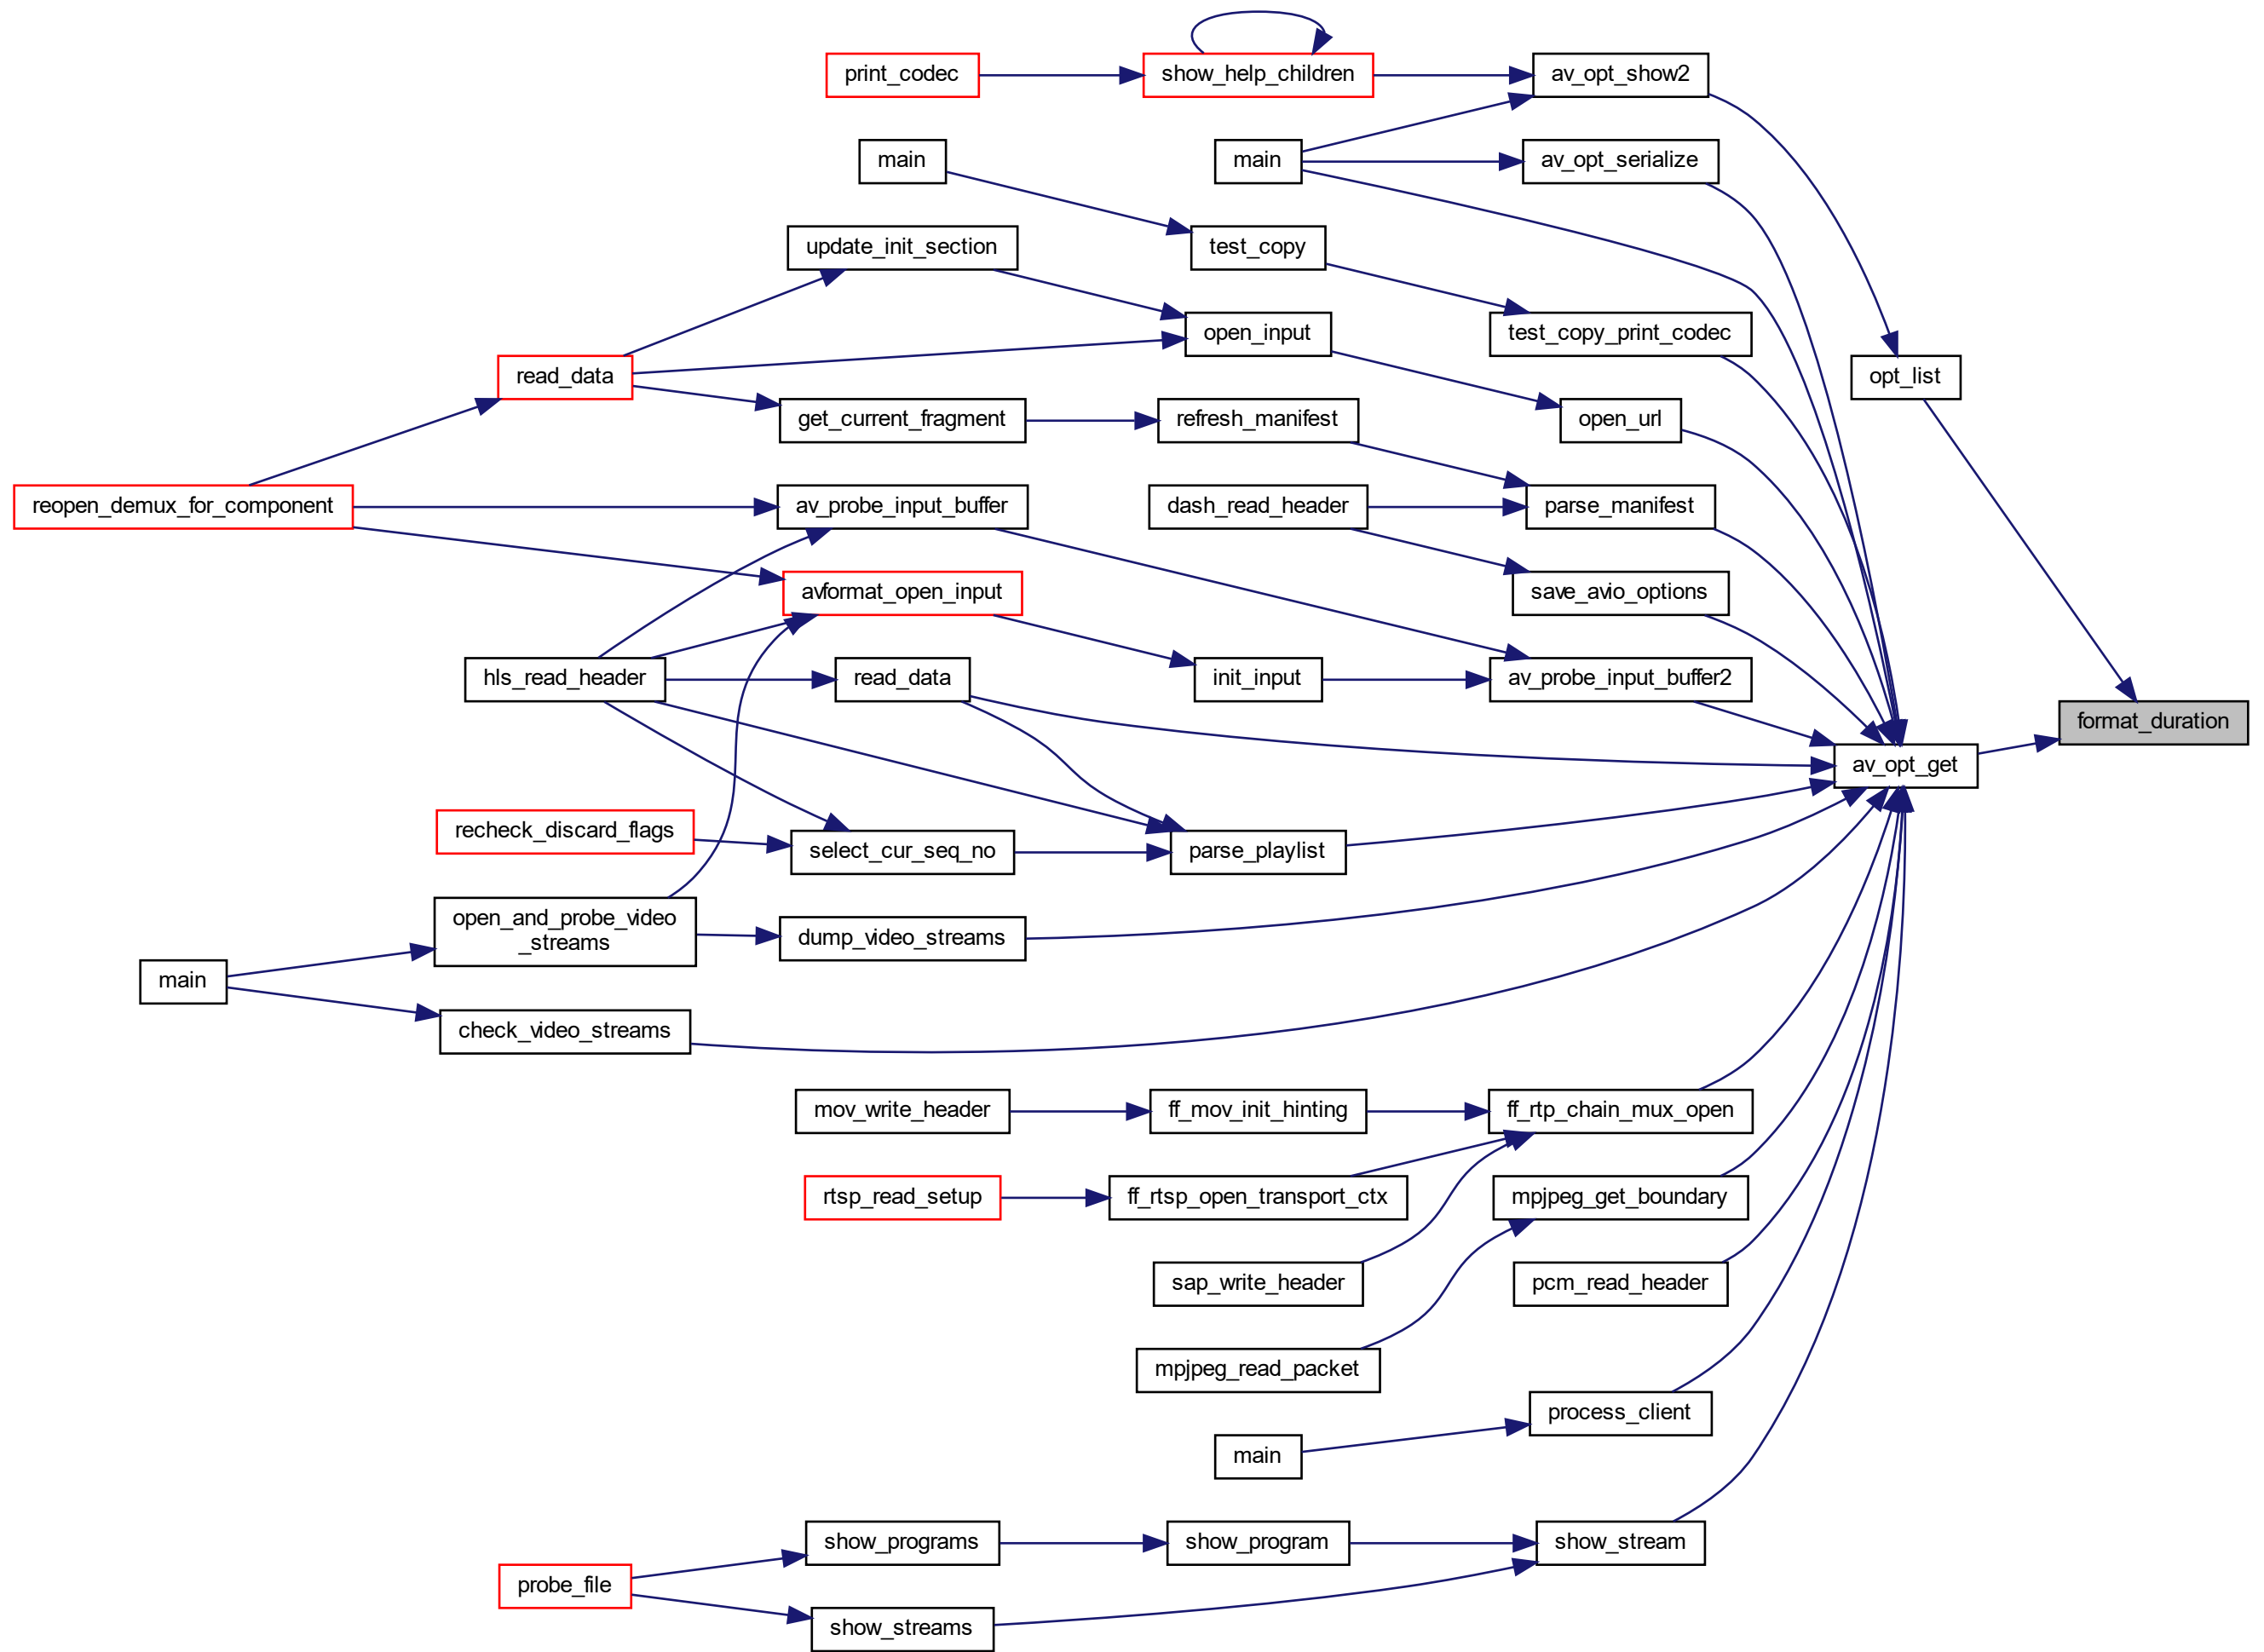 print_codec
show_help_children
av_opt_show2
main
main
av_opt_serialize
update_init_section
test_copy
open_input
test_copy_print_codec
read_data
opt_list
get_current_fragment
refresh_manifest
open_url
reopen_demux_for_component
av_probe_input_buffer
dash_read_header
parse_manifest
avformat_open_input
save_avio_options
hls_read_header
read_data
init_input
av_probe_input_buffer2
format_duration
av_opt_get
recheck_discard_flags
select_cur_seq_no
parse_playlist
open_and_probe_video
_streams
dump_video_streams
main
check_video_streams
mov_write_header
ff_mov_init_hinting
ff_rtp_chain_mux_open
rtsp_read_setup
ff_rtsp_open_transport_ctx
mpjpeg_get_boundary
sap_write_header
pcm_read_header
mpjpeg_read_packet
process_client
main
show_programs
show_program
show_stream
probe_file
show_streams